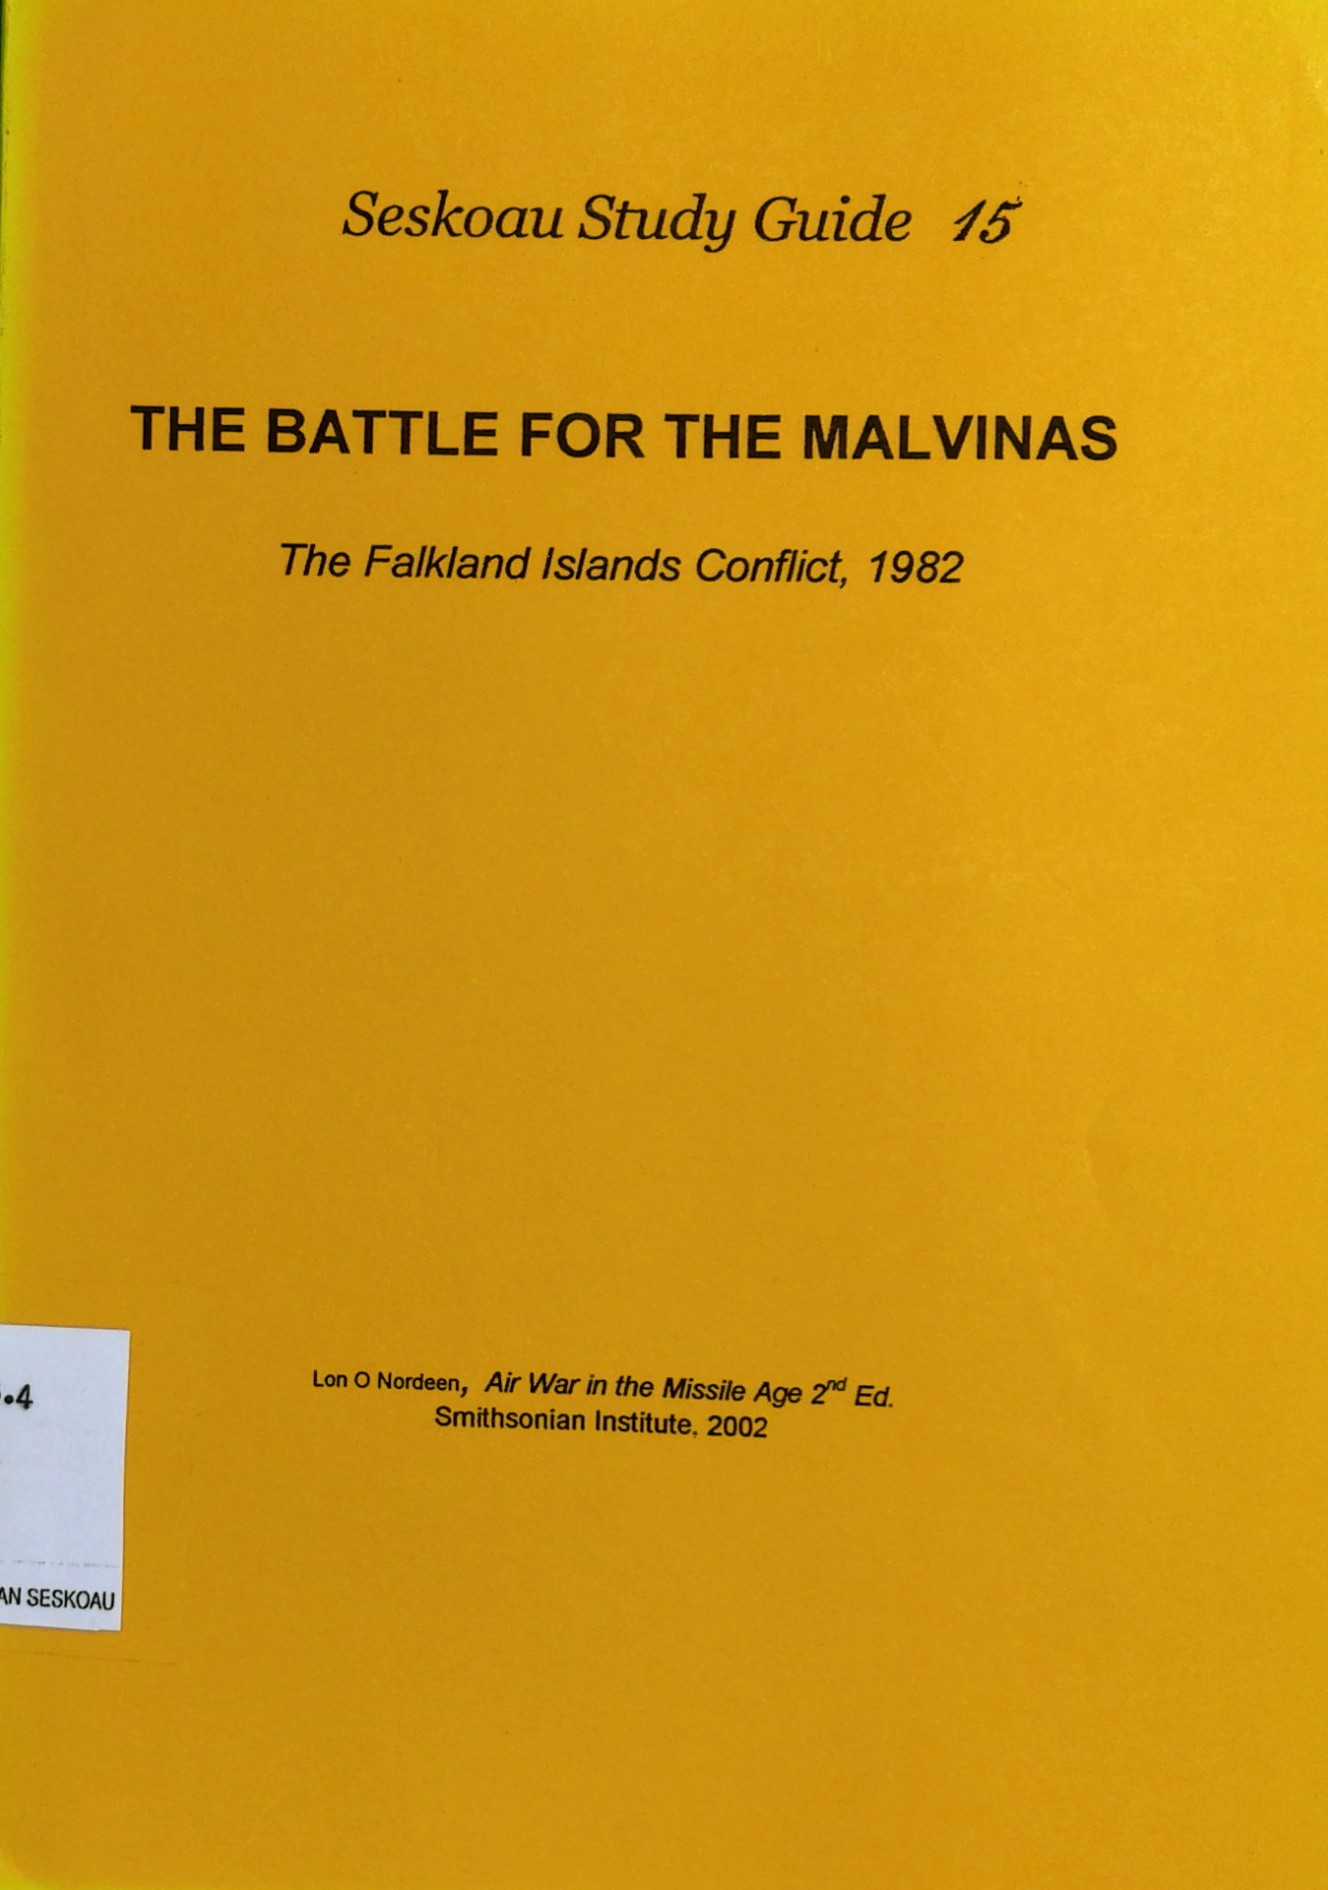 Seskoau Study Guide 15
THE BATTLE FOR THE MALVINAS
The Falkland Islands Conflict, 1982
Lon O Nordeen, Air War in the Missile Age 2nd Ed.
Smithsonian Institute, 2002
.4
AN SESKOAU